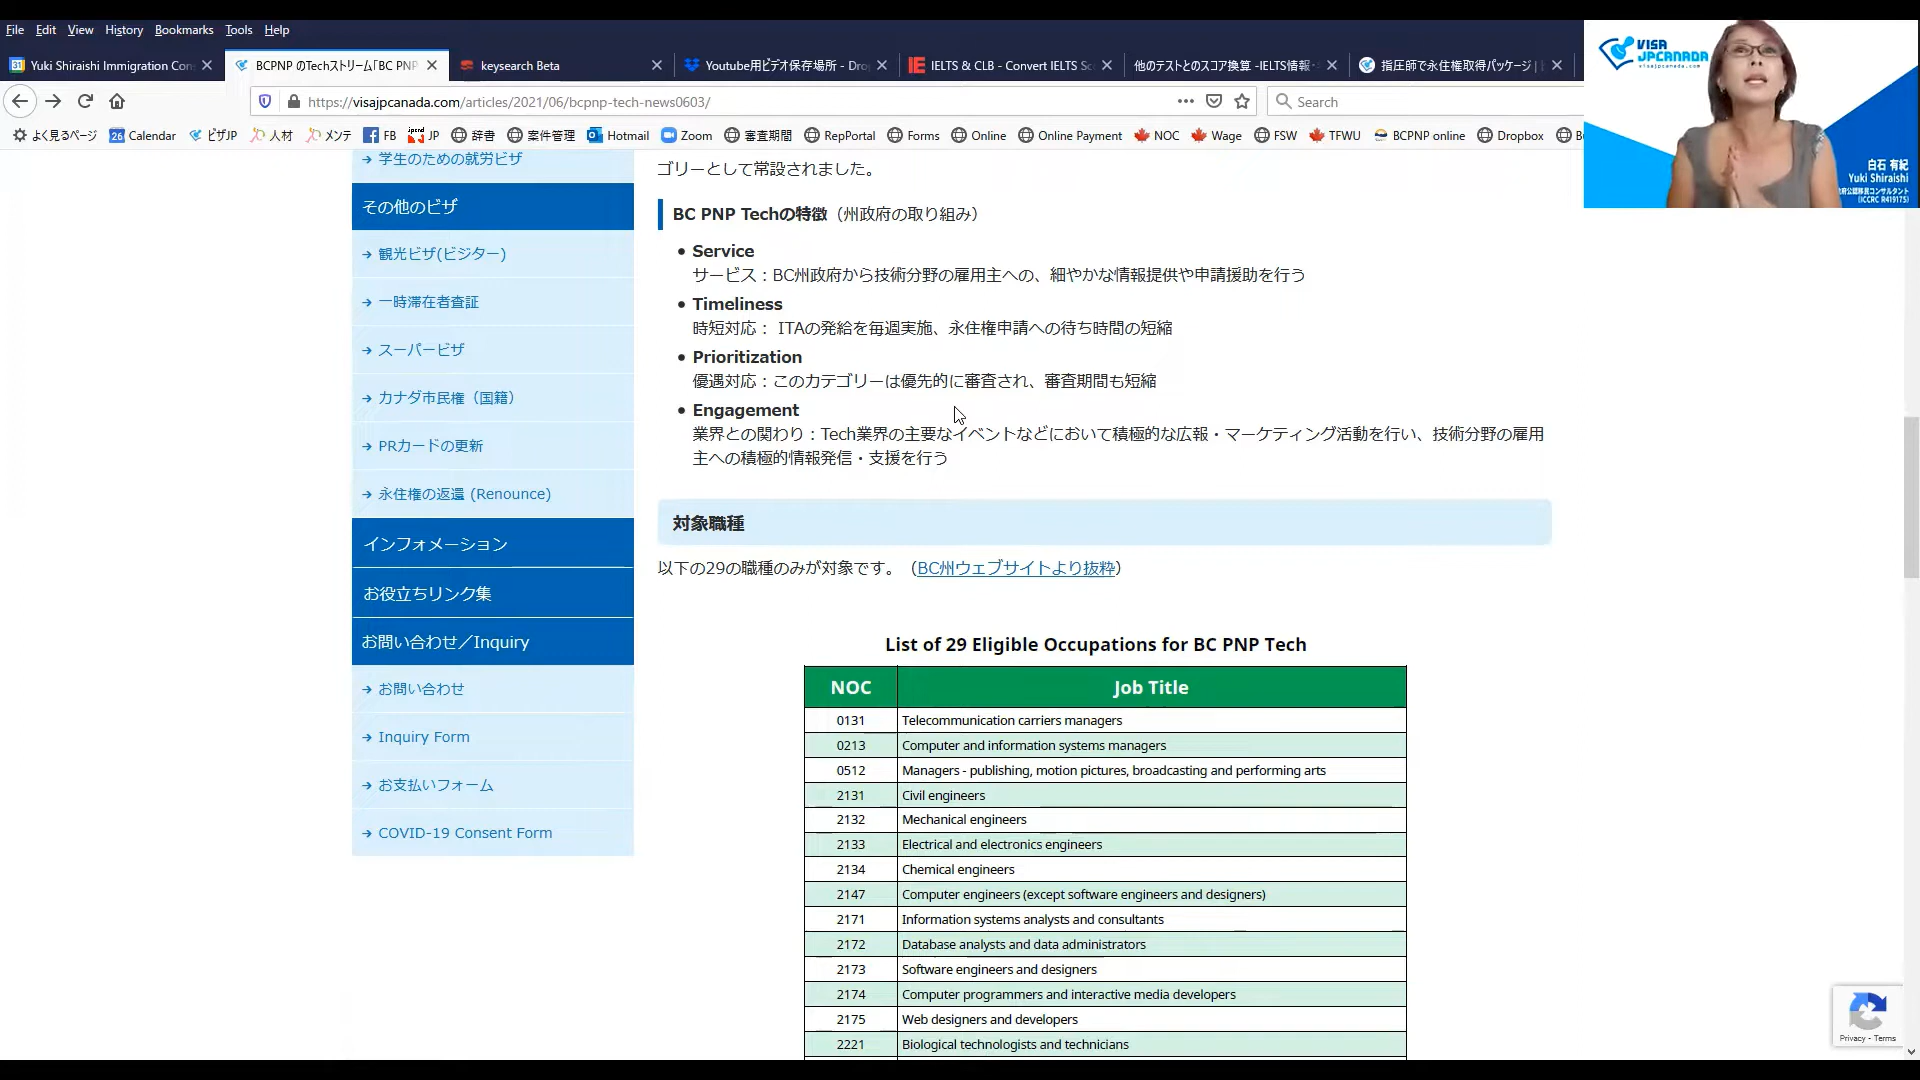 File Edit View History Bookmarks Tools Help
Yuki Shiraishi Immigration Con
BCPNP のTechストリーム「BC PNP
keysearch Beta
Youtube用ビデオ保存場所 - Dro
IELTS & CLB - Convert IELTS Sc
他のテストとのスコア換算 -IELTS情報-
指圧師で永住権取得パッケージ |
https://visajpcanada.com/articles/2021/06/bcpnp-tech-news0603/
Search
よく見るページ Calendar ビザJP 人材 メンテ FB JP 辞書 案件管理 Hotmail Zoom 審査期間 RepPortal Forms Online Online Payment NOC Wage FSW TFWU BCPNP online Dropbox
VISA
JPCANADA
visajpcanada.com
白石 有紀
Yuki Shiraishi
(ICCRC R419175)
→ 学生のための就労ビザ
その他のビザ
→ 観光ビザ(ビジター)
→ 一時滞在者査証
→ スーパービザ
→ カナダ市民権（国籍）
→ PRカードの更新
→ 永住権の返還 (Renounce)
インフォメーション
お役立ちリンク集
お問い合わせ／Inquiry
→ お問い合わせ
→ Inquiry Form
→ お支払いフォーム
→ COVID-19 Consent Form
ゴリーとして常設されました。
BC PNP Techの特徴（州政府の取り組み）
• Service
サービス：BC州政府から技術分野の雇用主への、細やかな情報提供や申請援助を行う
• Timeliness
時短対応： ITAの発給を毎週実施、永住権申請への待ち時間の短縮
• Prioritization
優遇対応：このカテゴリーは優先的に審査され、審査期間も短縮
• Engagement
業界との関わり：Tech業界の主要なイベントなどにおいて積極的な広報・マーケティング活動を行い、技術分野の雇用
主への積極的情報発信・支援を行う
対象職種
以下の29の職種のみが対象です。（BC州ウェブサイトより抜粋）
List of 29 Eligible Occupations for BC PNP Tech
NOC Job Title
0131 Telecommunication carriers managers
0213 Computer and information systems managers
0512 Managers - publishing, motion pictures, broadcasting and performing arts
2131 Civil engineers
2132 Mechanical engineers
2133 Electrical and electronics engineers
2134 Chemical engineers
2147 Computer engineers (except software engineers and designers)
2171 Information systems analysts and consultants
2172 Database analysts and data administrators
2173 Software engineers and designers
2174 Computer programmers and interactive media developers
2175 Web designers and developers
2221 Biological technologists and technicians
Privacy - Terms